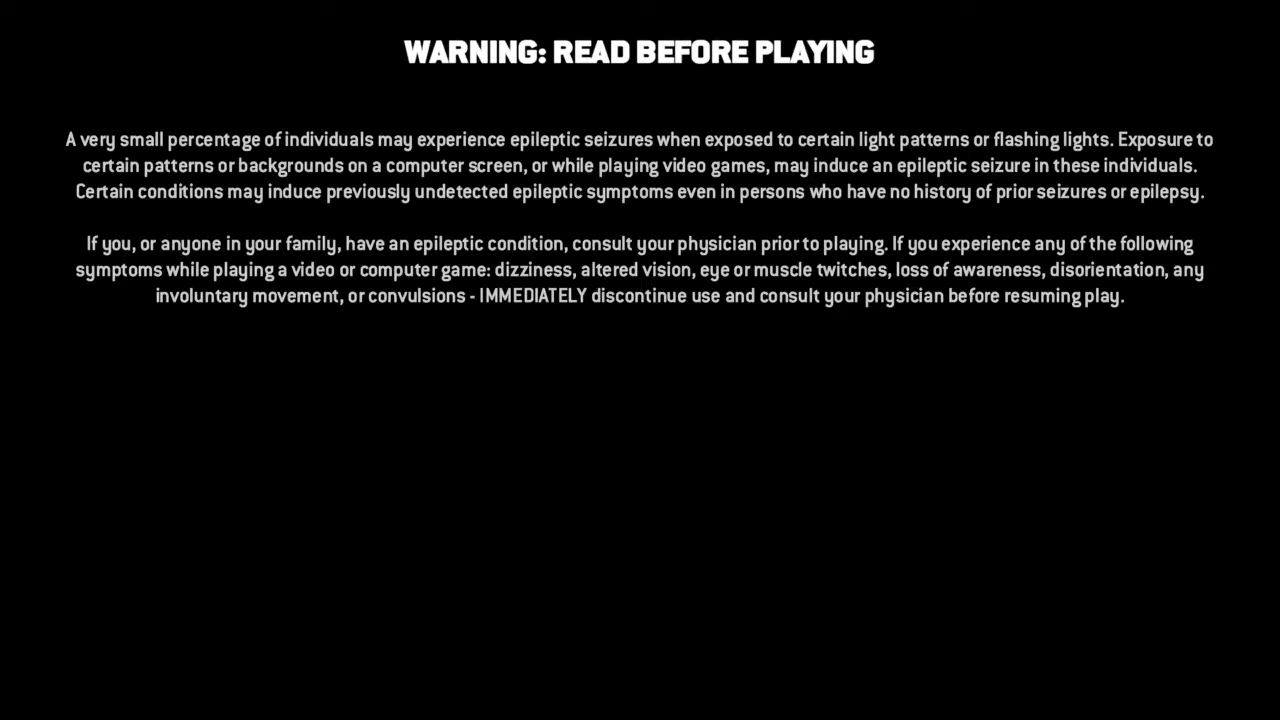 WARNING: READ BEFORE PLAYING
A very small percentage of individuals may experience epileptic seizures when exposed to certain light patterns or flashing lights. Exposure to
certain patterns or backgrounds on a computer screen, or while playing video games, may induce an epileptic seizure in these individuals.
Certain conditions may induce previously undetected epileptic symptoms even in persons who have no history of prior seizures or epilepsy.
If you, or anyone in your family, have an epileptic condition, consult your physician prior to playing. If you experience any of the following
symptoms while playing a video or computer game: dizziness, altered vision, eye or muscle twitches, loss of awareness, disorientation, any
involuntary movement, or convulsions - IMMEDIATELY discontinue use and consult your physician before resuming play.